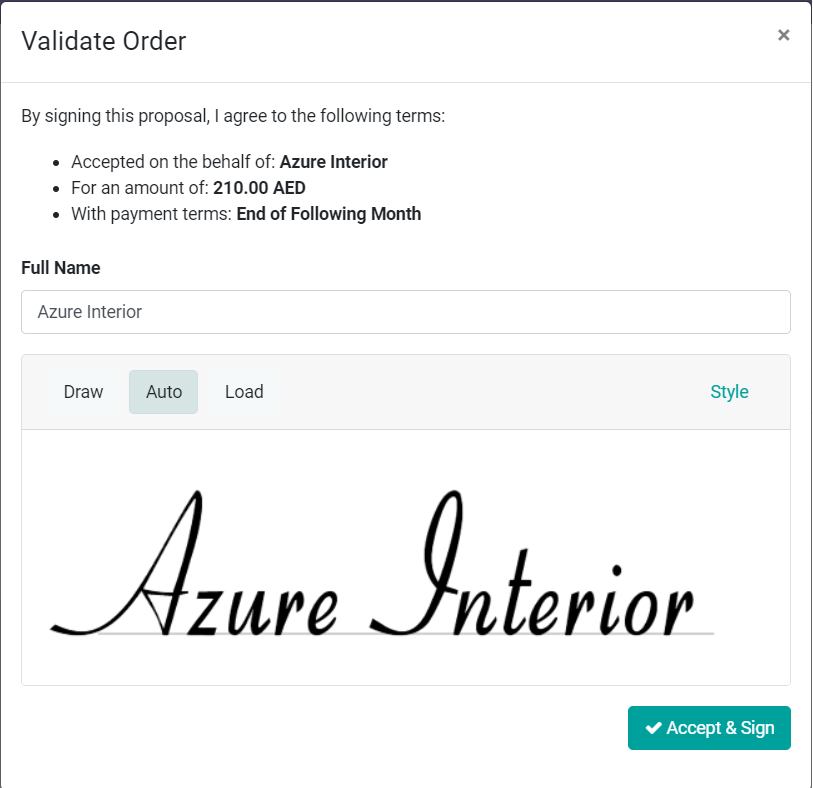 Validate Order
×
By signing this proposal, I agree to the following terms:
• Accepted on the behalf of: Azure Interior
• For an amount of: 210.00 AED
• With payment terms: End of Following Month
Full Name
Azure Interior
Draw Auto Load Style
Azure Interior
✔ Accept & Sign